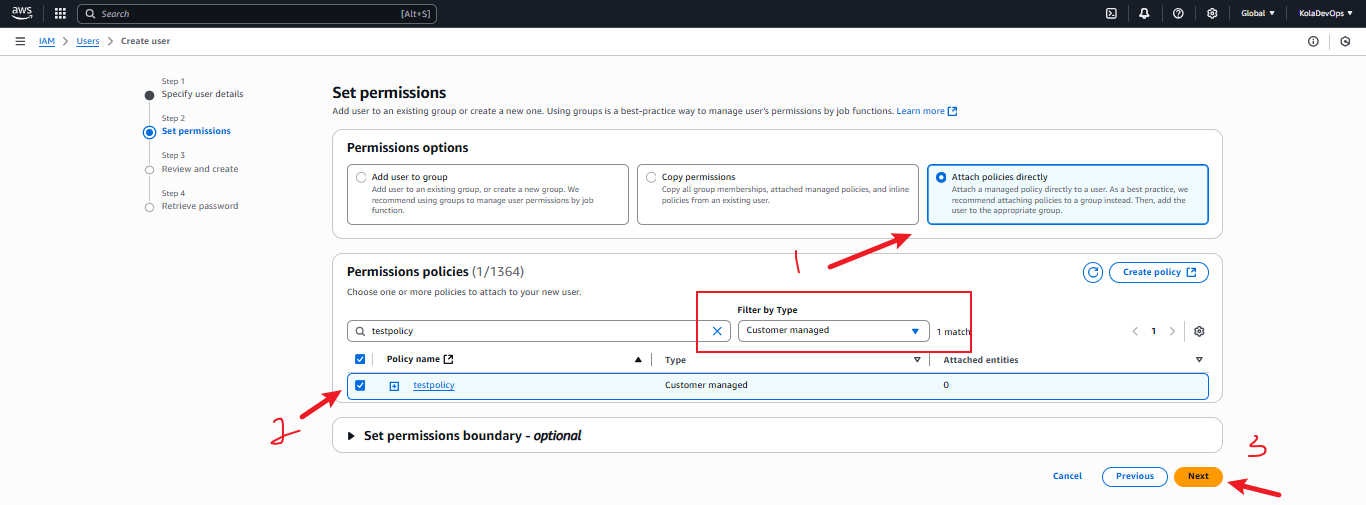 aws
Search
[Alt+S]
Global ▼
KolaDevOps ▼
IAM > Users > Create user
Step 1
Specify user details
Step 2
Set permissions
Step 3
Review and create
Step 4
Retrieve password
Set permissions
Add user to an existing group or create a new one. Using groups is a best-practice way to manage user's permissions by job functions. Learn more
Permissions options
Add user to group
Add user to an existing group, or create a new group. We
recommend using groups to manage user permissions by job
function.
Copy permissions
Copy all group memberships, attached managed policies, and inline
policies from an existing user.
Attach policies directly
Attach a managed policy directly to a user. As a best practice, we
recommend attaching policies to a group instead. Then, add the
user to the appropriate group.
1
Permissions policies (1/1364)
Create policy
Choose one or more policies to attach to your new user.
Filter by Type
testpolicy
Customer managed
1 match
1
Policy name
Type
Attached entities
testpolicy
Customer managed
0
2
Set permissions boundary - optional
3
Cancel
Previous
Next